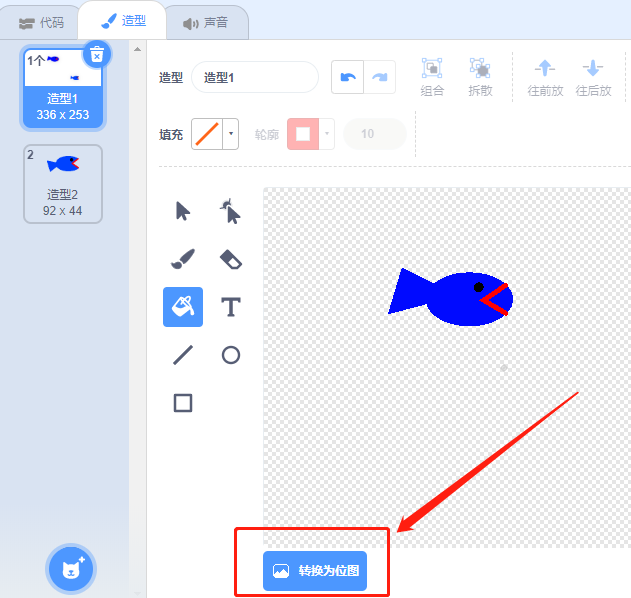 代码
造型
声音
1个
造型1
336 x 253
2
造型2
92 x 44
造型
造型1
组合
拆散
往前放
往后放
填充
轮廓
10
转换为位图